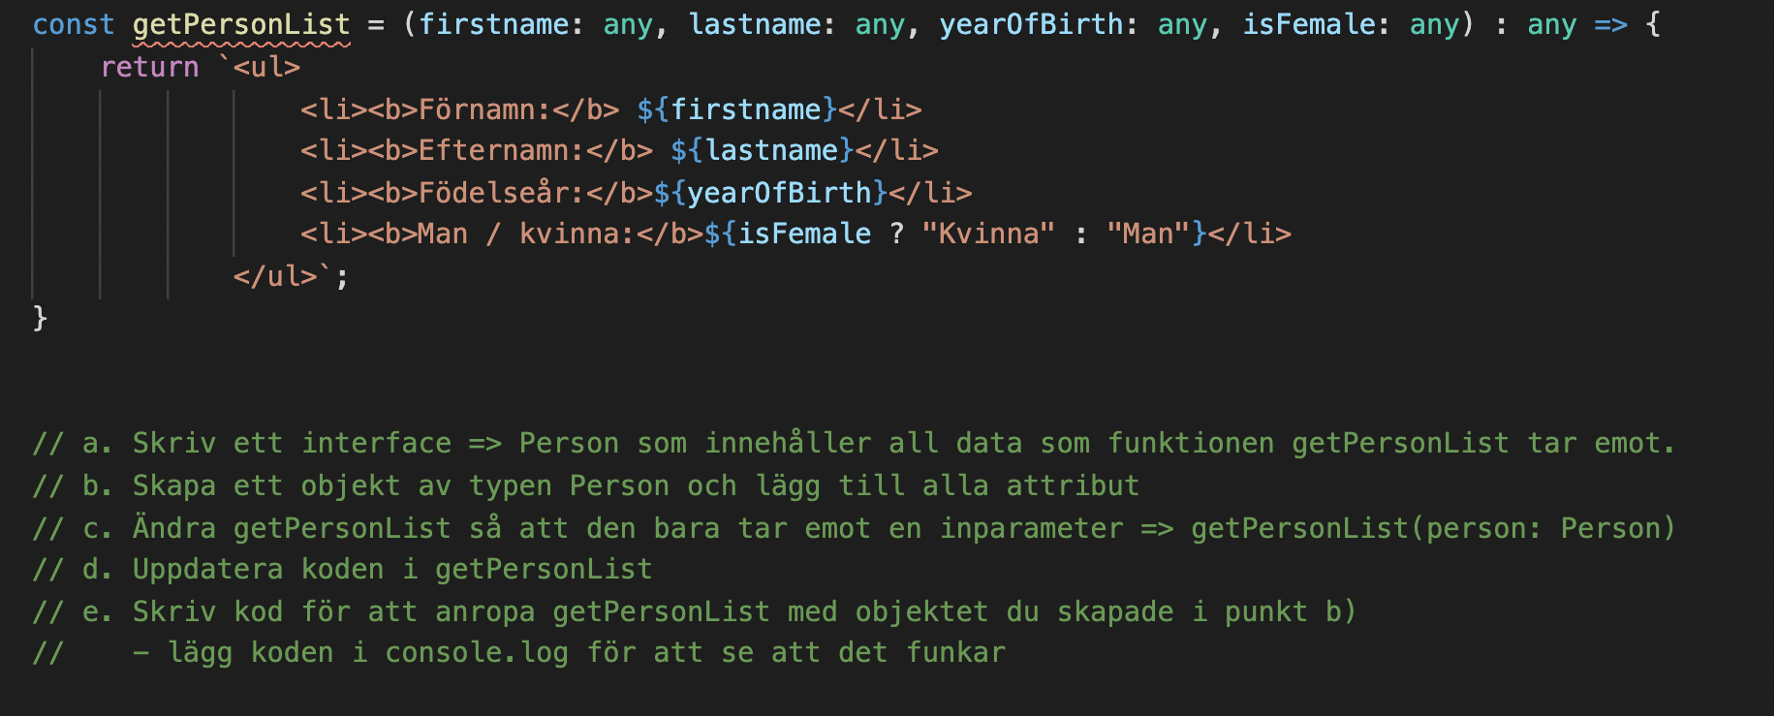 const getPersonList = (firstname: any, lastname: any, yearOfBirth: any, isFemale: any) : any => {
    return `<ul>
                <li><b>Förnamn:</b> ${firstname}</li>
                <li><b>Efternamn:</b> ${lastname}</li>
                <li><b>Födelseår:</b>${yearOfBirth}</li>
                <li><b>Man / kvinna:</b>${isFemale ? "Kvinna" : "Man"}</li>
            </ul>`;
}
// a. Skriv ett interface => Person som innehåller all data som funktionen getPersonList tar emot.
// b. Skapa ett objekt av typen Person och lägg till alla attribut
// c. Ändra getPersonList så att den bara tar emot en inparameter => getPersonList(person: Person)
// d. Uppdatera koden i getPersonList
// e. Skriv kod för att anropa getPersonList med objektet du skapade i punkt b)
//    – lägg koden i console.log för att se att det funkar